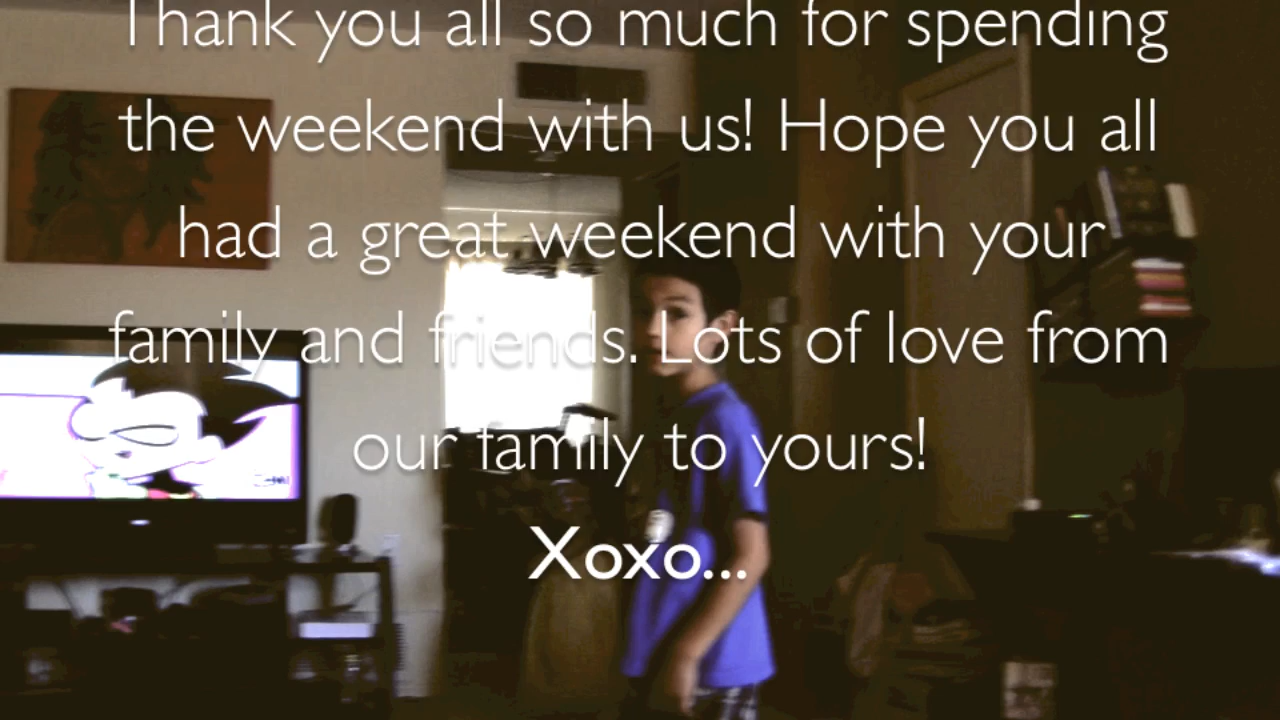 Thank you all so much for spending
the weekend with us! Hope you all
had a great weekend with your
family and friends. Lots of love from
our family to yours!
Xoxo...